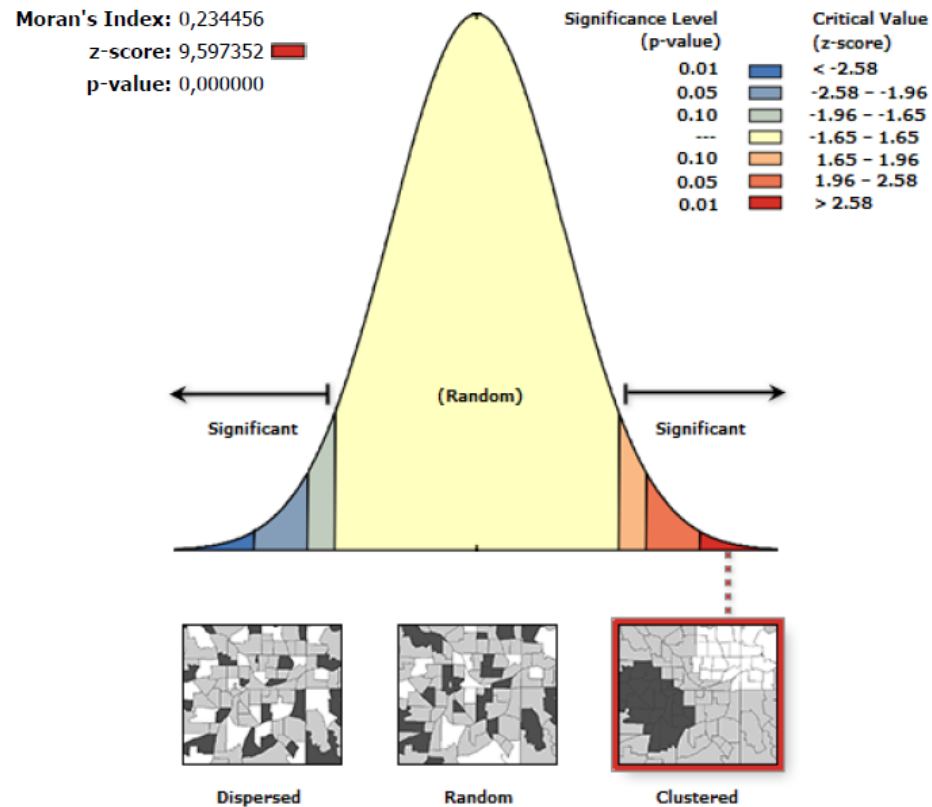 Moran's Index: 0,234456
z-score: 9,597352
p-value: 0,000000
Significance Level
(p-value)
Critical Value
(z-score)
0.01 < -2.58
0.05 -2.58 – -1.96
0.10 -1.96 – -1.65
--- -1.65 – 1.65
0.10 1.65 – 1.96
0.05 1.96 – 2.58
0.01 > 2.58
(Random)
Significant
Significant
Dispersed
Random
Clustered